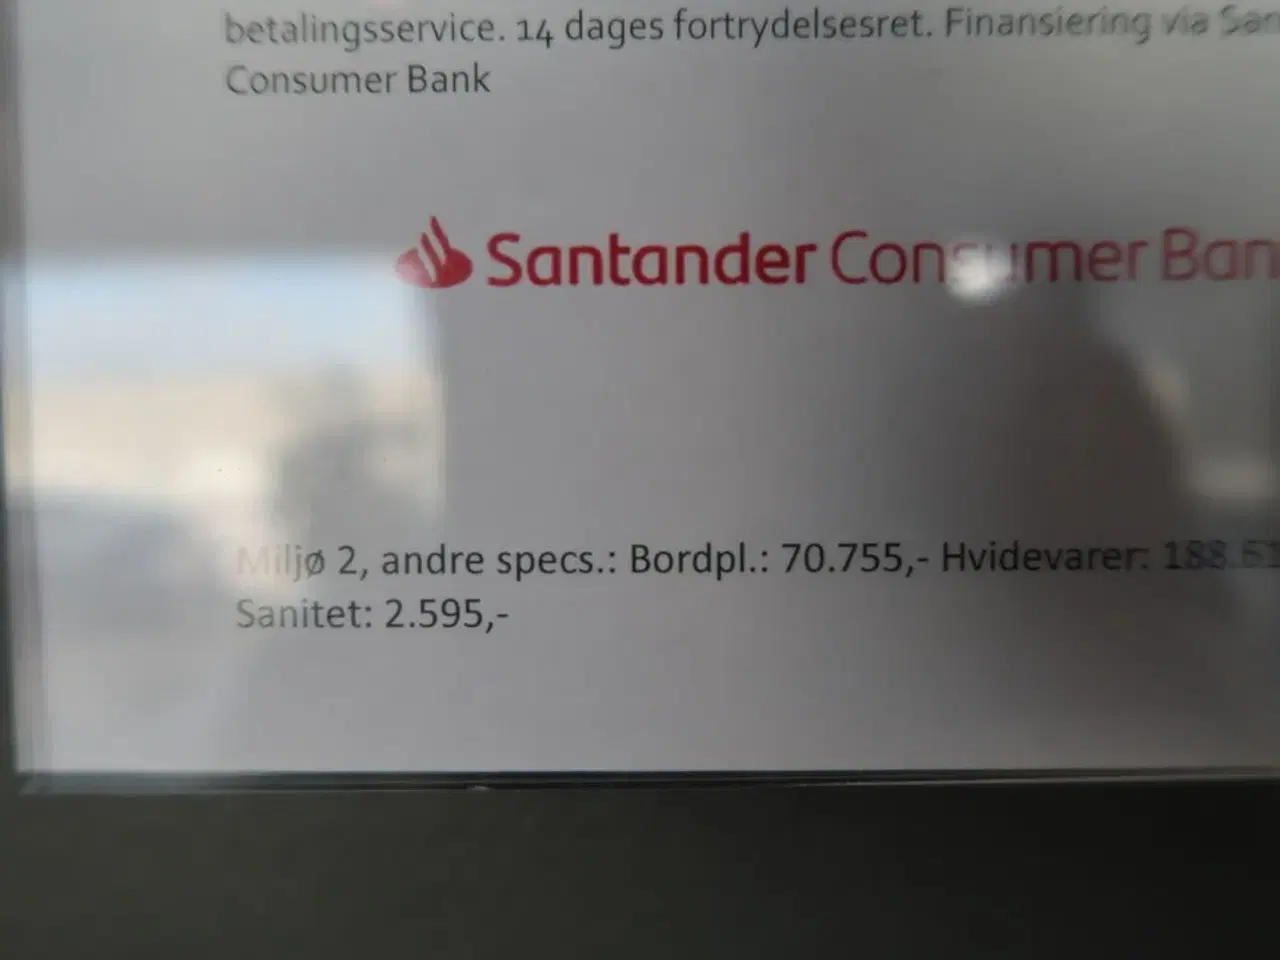 betalingsservice. 14 dages fortrydelsesret. Finansiering via
Consumer Bank
Santander Consumer
Miljø 2, andre specs.: Bordpl.: 70.755,- Hvidevarer:
Sanitet: 2.595,-